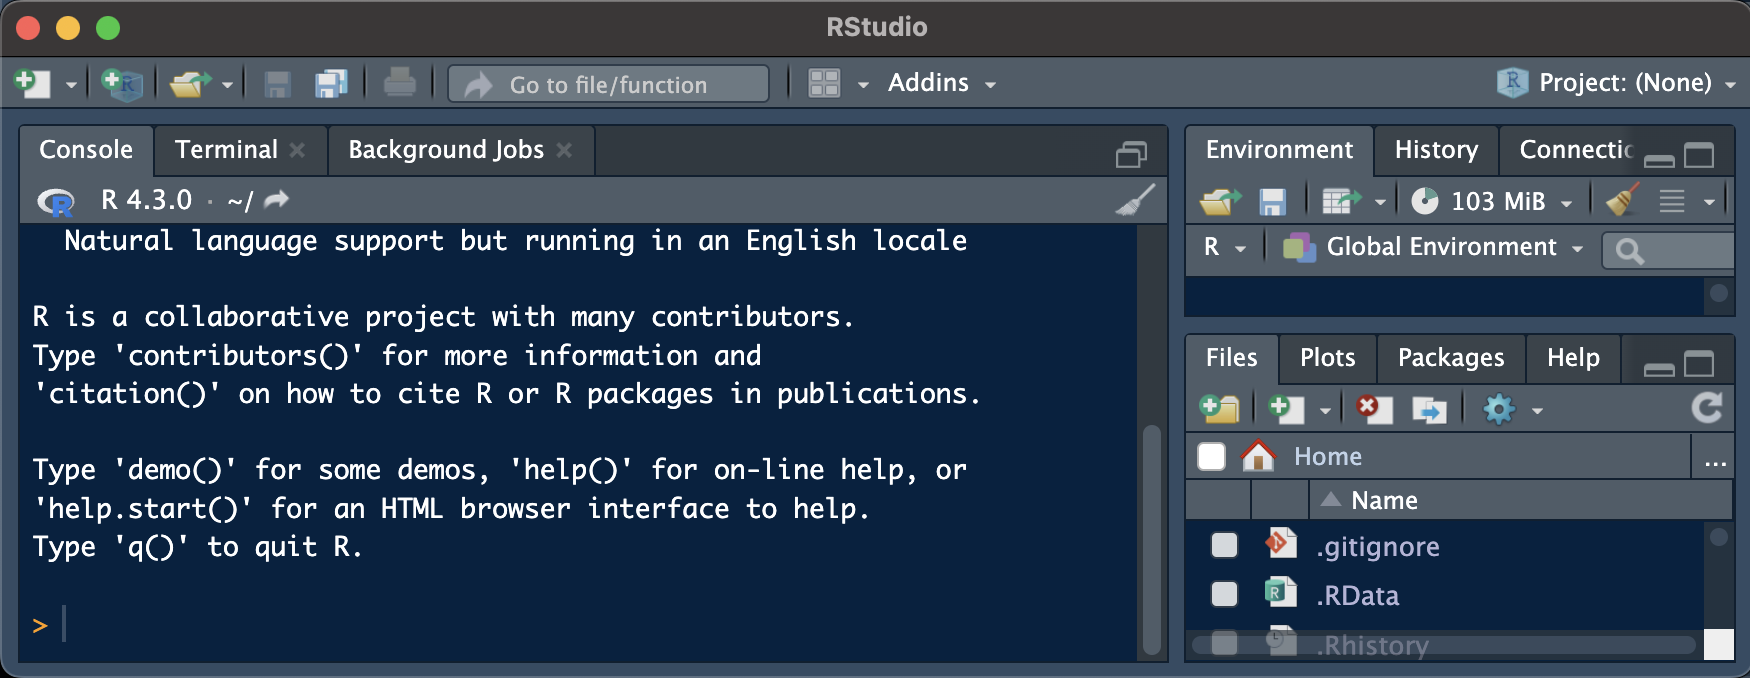 RStudio
Go to file/function
Addins
Project: (None)
Console
Terminal
Background Jobs
R 4.3.0 · ~/
Natural language support but running in an English locale
R is a collaborative project with many contributors.
Type 'contributors()' for more information and
'citation()' on how to cite R or R packages in publications.
Type 'demo()' for some demos, 'help()' for on-line help, or
'help.start()' for an HTML browser interface to help.
Type 'q()' to quit R.
>
Environment
History
Connectic
103 MiB
R
Global Environment
Files
Plots
Packages
Help
Home
...
Name
.gitignore
.RData
.Rhistory